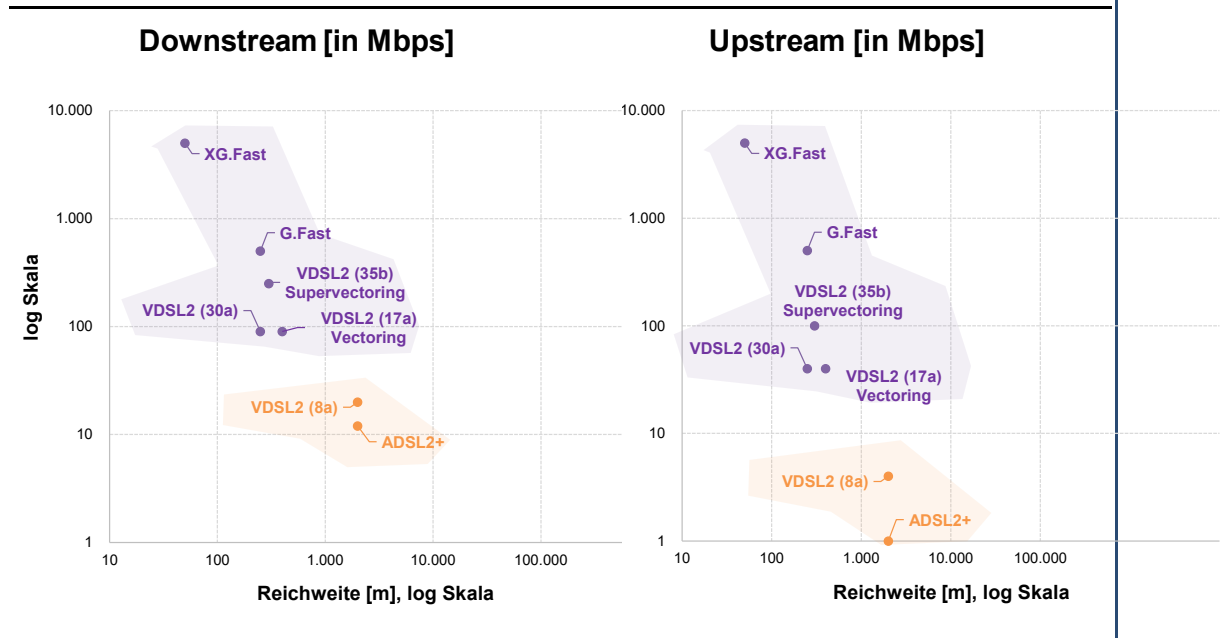 Downstream [in Mbps]
log Skala
10.000
1.000
100
10
1
XG.Fast
G.Fast
VDSL2 (35b)
Supervectoring
VDSL2 (30a)
VDSL2 (17a)
Vectoring
VDSL2 (8a)
ADSL2+
10
100
1.000
10.000
100.000
Reichweite [m], log Skala
Upstream [in Mbps]
10.000
1.000
100
10
1
XG.Fast
G.Fast
VDSL2 (35b)
Supervectoring
VDSL2 (30a)
VDSL2 (17a)
Vectoring
VDSL2 (8a)
ADSL2+
10
100
1.000
10.000
100.000
Reichweite [m], log Skala